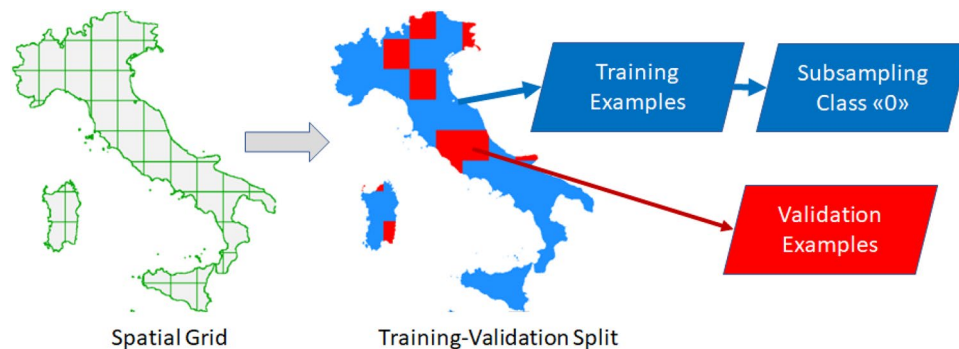 Training
Examples
Subsampling
Class «0»
Validation
Examples
Spatial Grid
Training-Validation Split